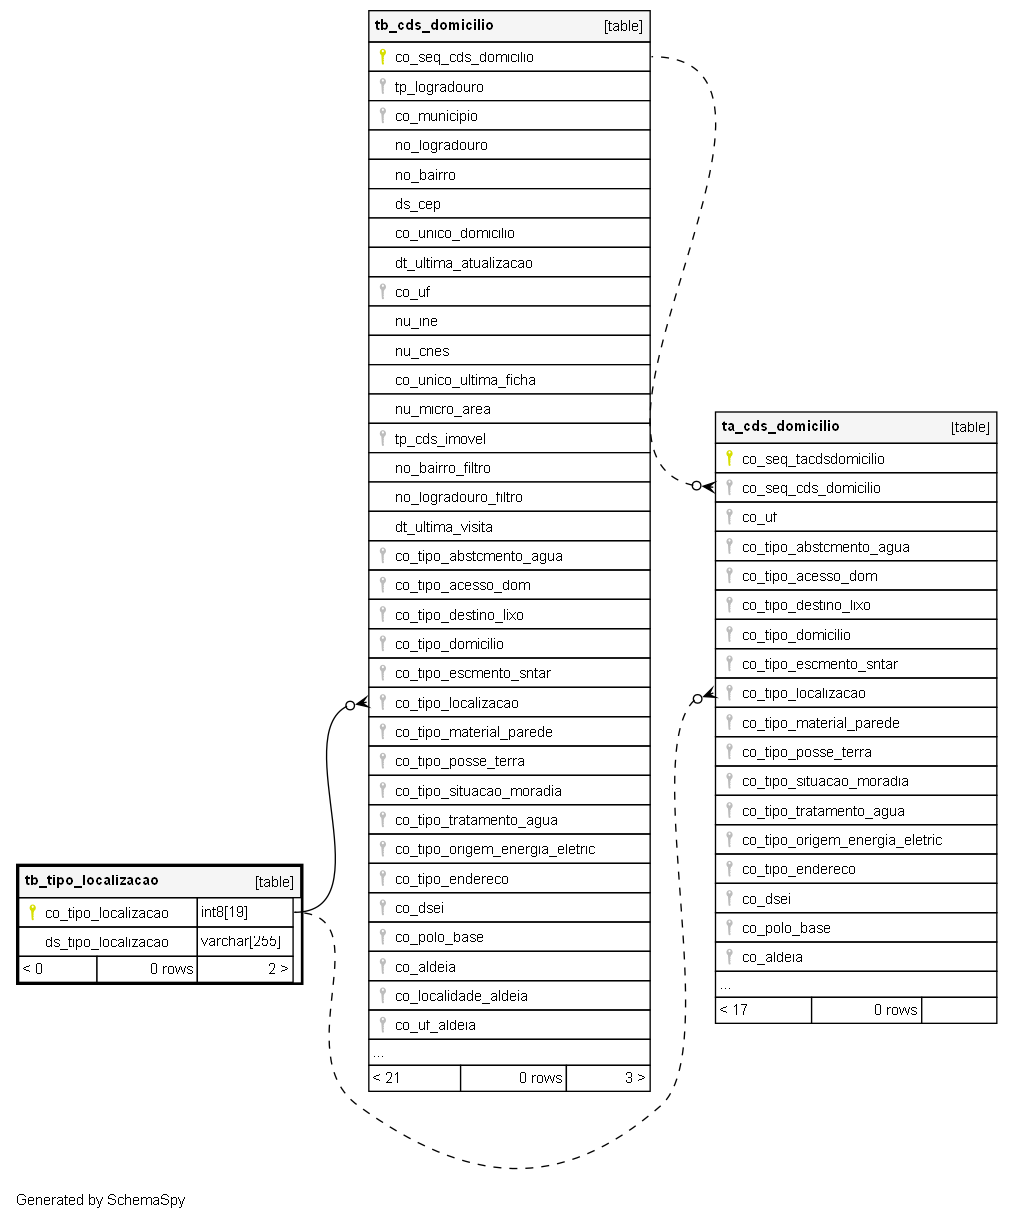 tb_cds_domicilio [table]
co_seq_cds_domicilio
tp_logradouro
co_municipio
no_logradouro
no_bairro
ds_cep
co_unico_domicilio
dt_ultima_atualizacao
co_uf
nu_ine
nu_cnes
co_unico_ultima_ficha
nu_micro_area
tp_cds_imovel
no_bairro_filtro
no_logradouro_filtro
dt_ultima_visita
co_tipo_abstcmento_agua
co_tipo_acesso_dom
co_tipo_destino_lixo
co_tipo_domicilio
co_tipo_escmento_sntar
co_tipo_localizacao
co_tipo_material_parede
co_tipo_posse_terra
co_tipo_situacao_moradia
co_tipo_tratamento_agua
co_tipo_origem_energia_eletric
co_tipo_endereco
co_dsei
co_polo_base
co_aldeia
co_localidade_aldeia
co_uf_aldeia
...
< 21 0 rows 3 >
ta_cds_domicilio [table]
co_seq_tacdsdomicilio
co_seq_cds_domicilio
co_uf
co_tipo_abstcmento_agua
co_tipo_acesso_dom
co_tipo_destino_lixo
co_tipo_domicilio
co_tipo_escmento_sntar
co_tipo_localizacao
co_tipo_material_parede
co_tipo_posse_terra
co_tipo_situacao_moradia
co_tipo_tratamento_agua
co_tipo_origem_energia_eletric
co_tipo_endereco
co_dsei
co_polo_base
co_aldeia
...
< 17 0 rows
tb_tipo_localizacao [table]
co_tipo_localizacao int8[19]
ds_tipo_localizacao varchar[255]
< 0 0 rows 2 >
Generated by SchemaSpy